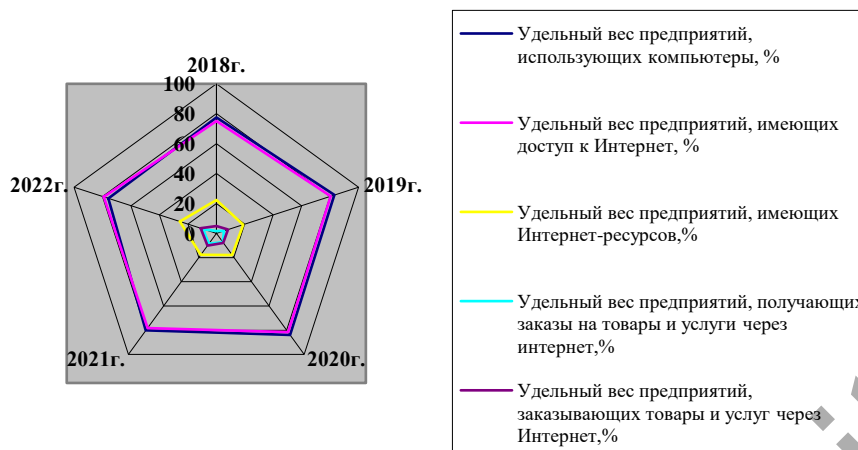 2018г.
100
80
60
40
20
0
2019г.
2020г.
2021г.
2022г.
Удельный вес предприятий,
использующих компьютеры, %
Удельный вес предприятий, имеющих
доступ к Интернет, %
Удельный вес предприятий, имеющих
Интернет-ресурсов,%
Удельный вес предприятий, получающих
заказы на товары и услуги через
интернет,%
Удельный вес предприятий,
заказывающих товары и услуг через
Интернет,%